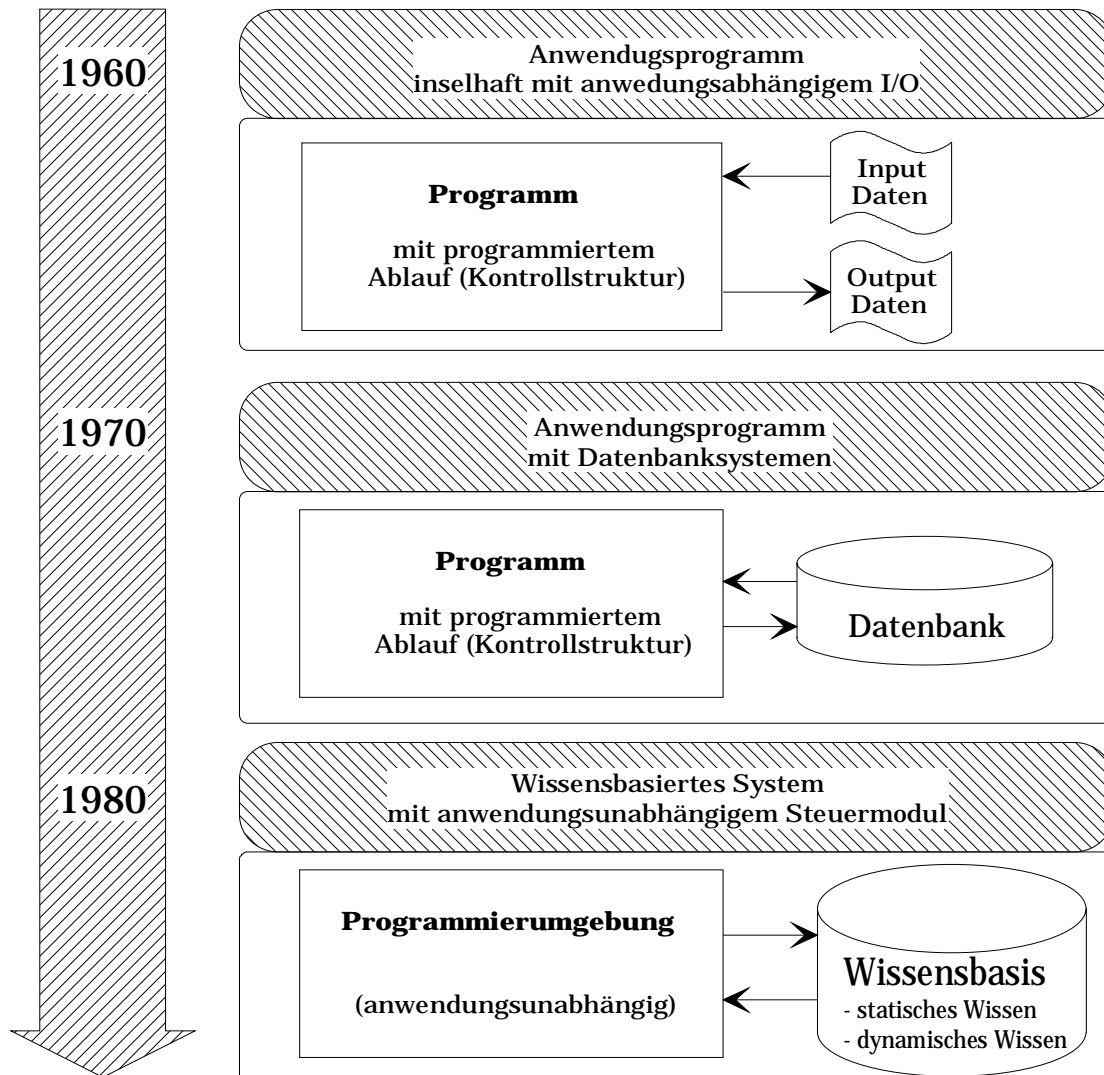 1960
Anwendugsprogramm
inselhaft mit anwedungsabhängigem I/O
Programm
mit programmiertem
Ablauf (Kontrollstruktur)
Input
Daten
Output
Daten
1970
Anwendungsprogramm
mit Datenbanksystemen
Programm
mit programmiertem
Ablauf (Kontrollstruktur)
Datenbank
1980
Wissensbasiertes System
mit anwendungsunabhängigem Steuermodul
Programmierumgebung
(anwendungsunabhängig)
Wissensbasis
- statisches Wissen
- dynamisches Wissen